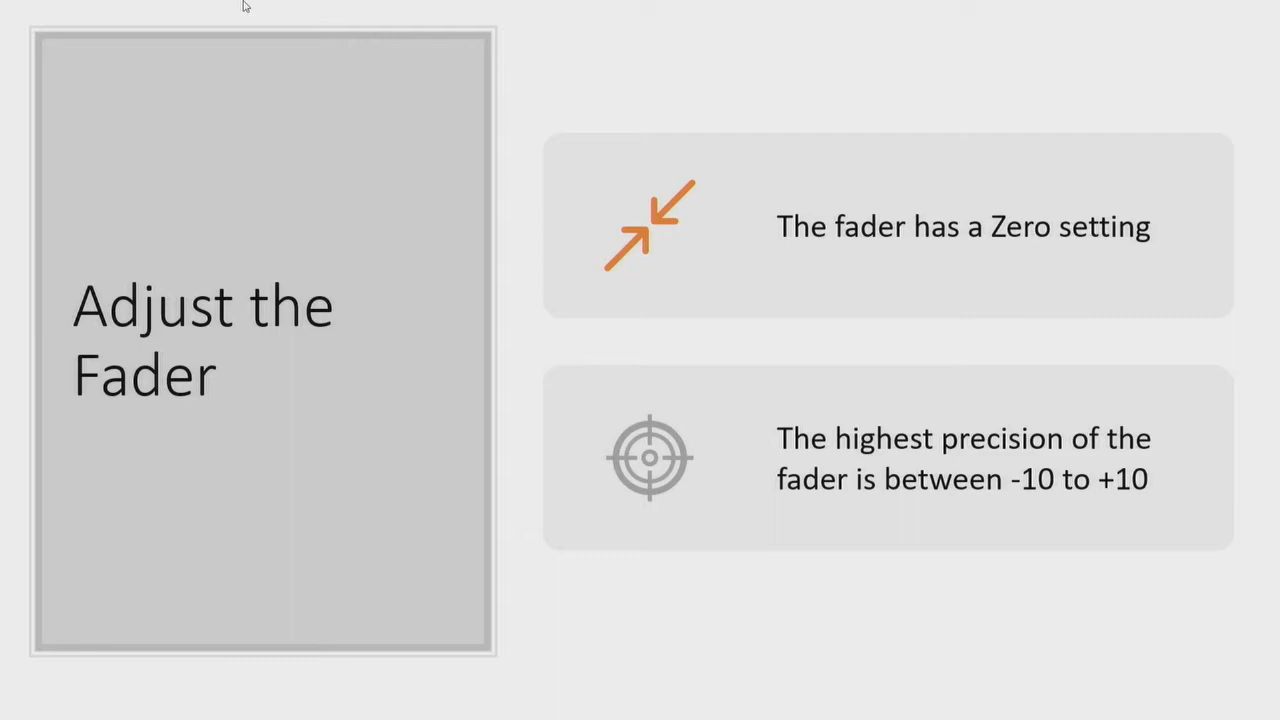 Adjust the
Fader
The fader has a Zero setting
The highest precision of the
fader is between -10 to +10